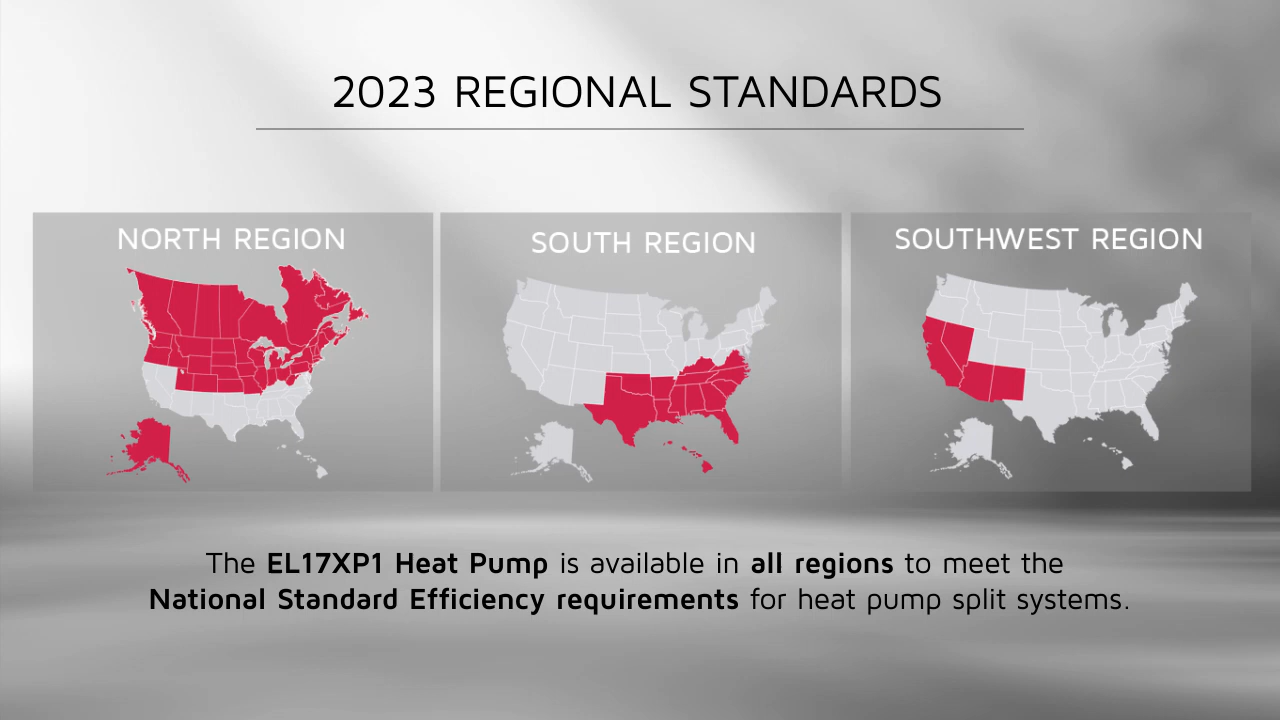 2023 REGIONAL STANDARDS
NORTH REGION
SOUTH REGION
SOUTHWEST REGION
The EL17XP1 Heat Pump is available in all regions to meet the
National Standard Efficiency requirements for heat pump split systems.